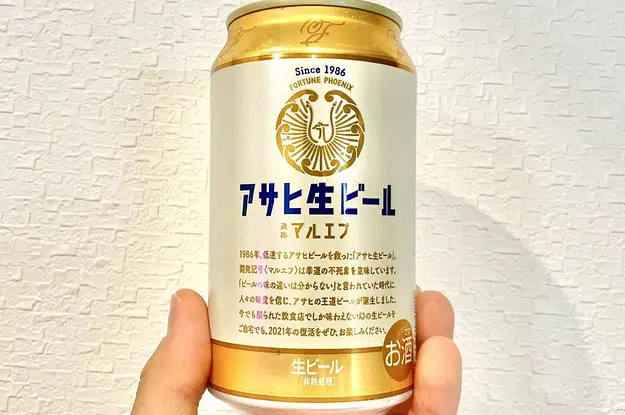 Since 1986
FORTUNE PHOENIX
アサヒ生ビール
通称 マルエフ
1986年、低迷するアサヒビールを救った「アサヒ生ビール」。
開発記号〈マルエフ〉は幸運の不死鳥を意味しています。
「ビールの味の違いは分からない」と言われていた時代に、
人々の味覚を信じ、アサヒの王道ビールが誕生しました。
今でも限られた飲食店でしか味わえない幻の生ビールを
ご自宅でも。2021年の復活をぜひ、お楽しみください。
お酒
生ビール
(非熱処理)